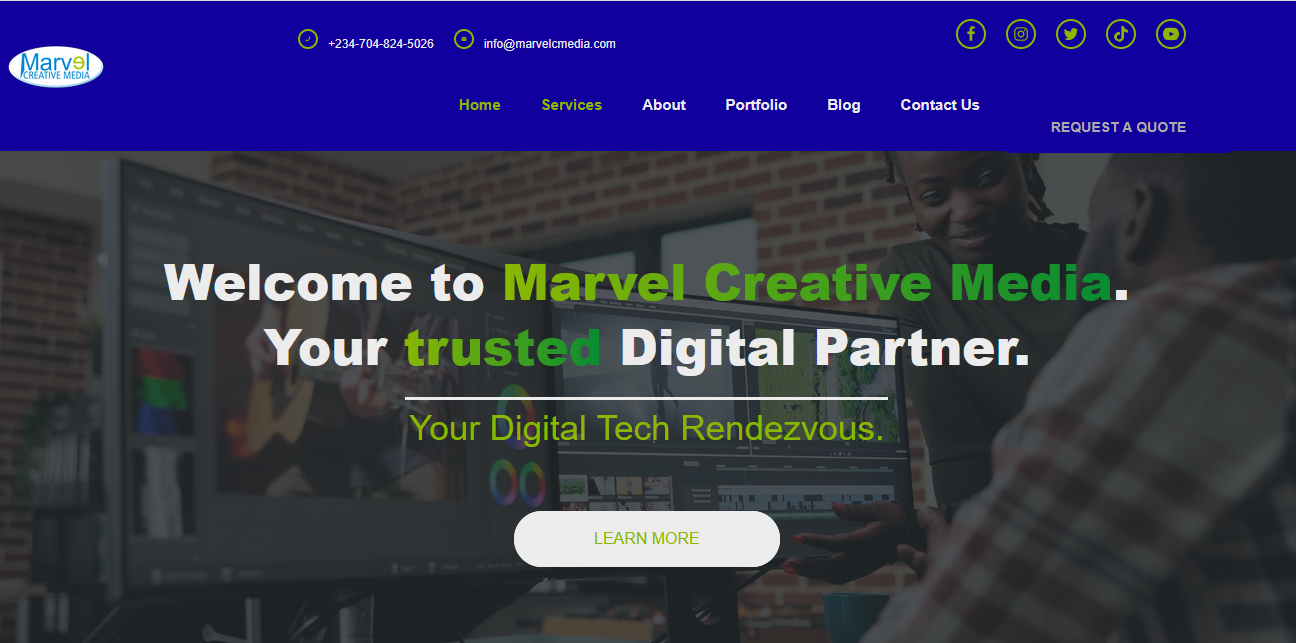 +234-704-824-5026 info@marvelcmedia.com
Marvel
CREATIVE MEDIA
Home Services About Portfolio Blog Contact Us
REQUEST A QUOTE
Welcome to Marvel Creative Media.
Your trusted Digital Partner.
Your Digital Tech Rendezvous.
LEARN MORE